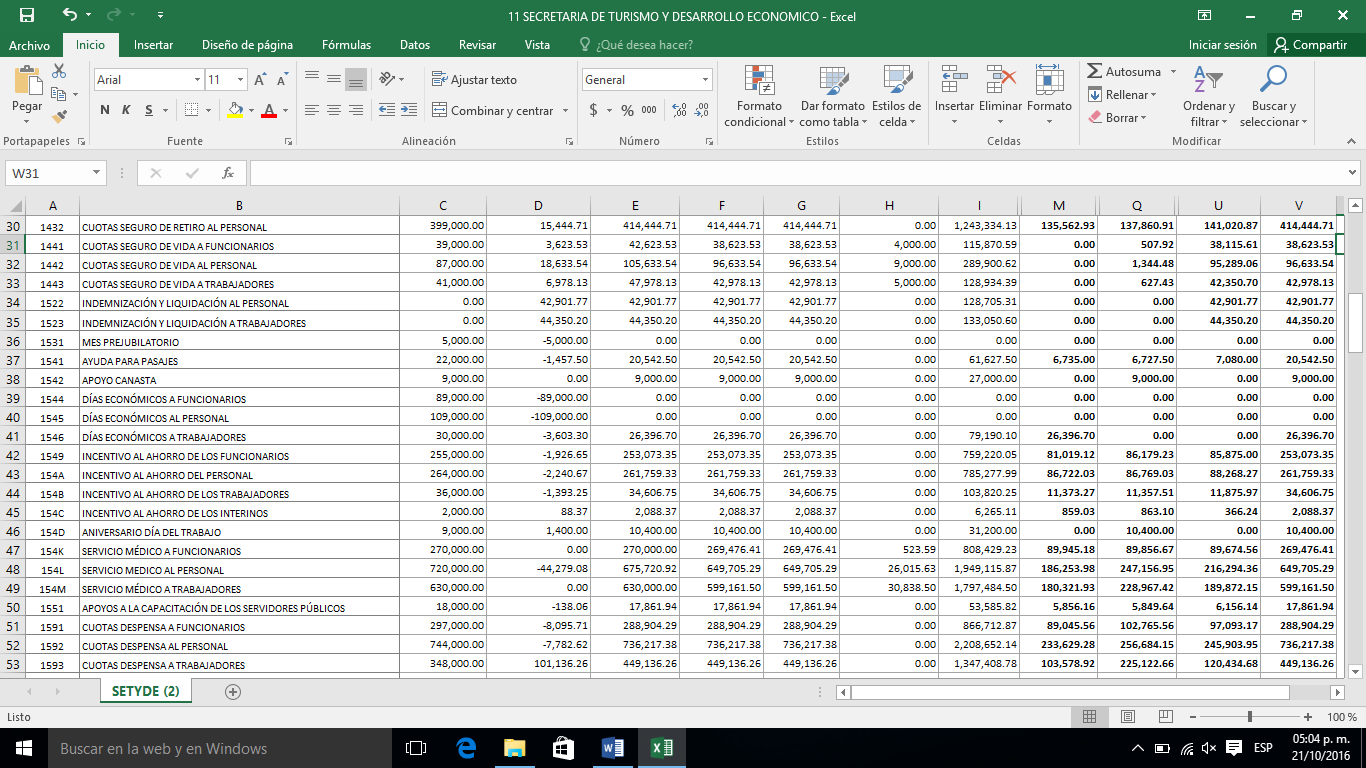 11 SECRETARIA DE TURISMO Y DESARROLLO ECONOMICO - Excel
Archivo Inicio Insertar Diseño de página Fórmulas Datos Revisar Vista ¿Qué desea hacer? Iniciar sesión Compartir
Pegar Arial 11 Ajustar texto General Formato condicional Dar formato como tabla Estilos de celda Insertar Eliminar Formato Autosuma Rellenar Borrar Ordenar y filtrar Buscar y seleccionar
N K S Combinar y centrar $ % 000
Portapapeles Fuente Alineación Número Estilos Celdas Modificar
W31 fx
A B C D E F G H I M Q U V
30 1432 CUOTAS SEGURO DE RETIRO AL PERSONAL 399,000.00 15,444.71 414,444.71 414,444.71 414,444.71 0.00 1,243,334.13 135,562.93 137,860.91 141,020.87 414,444.71
31 1441 CUOTAS SEGURO DE VIDA A FUNCIONARIOS 39,000.00 3,623.53 42,623.53 38,623.53 38,623.53 4,000.00 115,870.59 0.00 507.92 38,115.61 38,623.53
32 1442 CUOTAS SEGURO DE VIDA AL PERSONAL 87,000.00 18,633.54 105,633.54 96,633.54 96,633.54 9,000.00 289,900.62 0.00 1,344.48 95,289.06 96,633.54
33 1443 CUOTAS SEGURO DE VIDA A TRABAJADORES 41,000.00 6,978.13 47,978.13 42,978.13 42,978.13 5,000.00 128,934.39 0.00 627.43 42,350.70 42,978.13
34 1522 INDEMNIZACIÓN Y LIQUIDACIÓN AL PERSONAL 0.00 42,901.77 42,901.77 42,901.77 42,901.77 0.00 128,705.31 0.00 0.00 42,901.77 42,901.77
35 1523 INDEMNIZACIÓN Y LIQUIDACIÓN A TRABAJADORES 0.00 44,350.20 44,350.20 44,350.20 44,350.20 0.00 133,050.60 0.00 0.00 44,350.20 44,350.20
36 1531 MES PREJUBILATORIO 5,000.00 -5,000.00 0.00 0.00 0.00 0.00 0.00 0.00 0.00 0.00 0.00
37 1541 AYUDA PARA PASAJES 22,000.00 -1,457.50 20,542.50 20,542.50 20,542.50 0.00 61,627.50 6,735.00 6,727.50 7,080.00 20,542.50
38 1542 APOYO CANASTA 9,000.00 0.00 9,000.00 9,000.00 9,000.00 0.00 27,000.00 0.00 9,000.00 0.00 9,000.00
39 1544 DÍAS ECONÓMICOS A FUNCIONARIOS 89,000.00 -89,000.00 0.00 0.00 0.00 0.00 0.00 0.00 0.00 0.00 0.00
40 1545 DÍAS ECONÓMICOS AL PERSONAL 109,000.00 -109,000.00 0.00 0.00 0.00 0.00 0.00 0.00 0.00 0.00 0.00
41 1546 DÍAS ECONÓMICOS A TRABAJADORES 30,000.00 -3,603.30 26,396.70 26,396.70 26,396.70 0.00 79,190.10 26,396.70 0.00 0.00 26,396.70
42 1549 INCENTIVO AL AHORRO DE LOS FUNCIONARIOS 255,000.00 -1,926.65 253,073.35 253,073.35 253,073.35 0.00 759,220.05 81,019.12 86,179.23 85,875.00 253,073.35
43 154A INCENTIVO AL AHORRO DEL PERSONAL 264,000.00 -2,240.67 261,759.33 261,759.33 261,759.33 0.00 785,277.99 86,722.03 86,769.03 88,268.27 261,759.33
44 154B INCENTIVO AL AHORRO DE LOS TRABAJADORES 36,000.00 -1,393.25 34,606.75 34,606.75 34,606.75 0.00 103,820.25 11,373.27 11,357.51 11,875.97 34,606.75
45 154C INCENTIVO AL AHORRO DE LOS INTERINOS 2,000.00 88.37 2,088.37 2,088.37 2,088.37 0.00 6,265.11 859.03 863.10 366.24 2,088.37
46 154D ANIVERSARIO DÍA DEL TRABAJO 9,000.00 1,400.00 10,400.00 10,400.00 10,400.00 0.00 31,200.00 0.00 10,400.00 0.00 10,400.00
47 154K SERVICIO MÉDICO A FUNCIONARIOS 270,000.00 0.00 270,000.00 269,476.41 269,476.41 523.59 808,429.23 89,945.18 89,856.67 89,674.56 269,476.41
48 154L SERVICIO MEDICO AL PERSONAL 720,000.00 -44,279.08 675,720.92 649,705.29 649,705.29 26,015.63 1,949,115.87 186,253.98 247,156.95 216,294.36 649,705.29
49 154M SERVICIO MÉDICO A TRABAJADORES 630,000.00 0.00 630,000.00 599,161.50 599,161.50 30,838.50 1,797,484.50 180,321.93 228,967.42 189,872.15 599,161.50
50 1551 APOYOS A LA CAPACITACIÓN DE LOS SERVIDORES PÚBLICOS 18,000.00 -138.06 17,861.94 17,861.94 17,861.94 0.00 53,585.82 5,856.16 5,849.64 6,156.14 17,861.94
51 1591 CUOTAS DESPENSA A FUNCIONARIOS 297,000.00 -8,095.71 288,904.29 288,904.29 288,904.29 0.00 866,712.87 89,045.56 102,765.56 97,093.17 288,904.29
52 1592 CUOTAS DESPENSA AL PERSONAL 744,000.00 -7,782.62 736,217.38 736,217.38 736,217.38 0.00 2,208,652.14 233,629.28 256,684.15 245,903.95 736,217.38
53 1593 CUOTAS DESPENSA A TRABAJADORES 348,000.00 101,136.26 449,136.26 449,136.26 449,136.26 0.00 1,347,408.78 103,578.92 225,122.66 120,434.68 449,136.26
SETYDE (2)
Listo 100 %
Buscar en la web y en Windows ESP 05:04 p. m.
21/10/2016